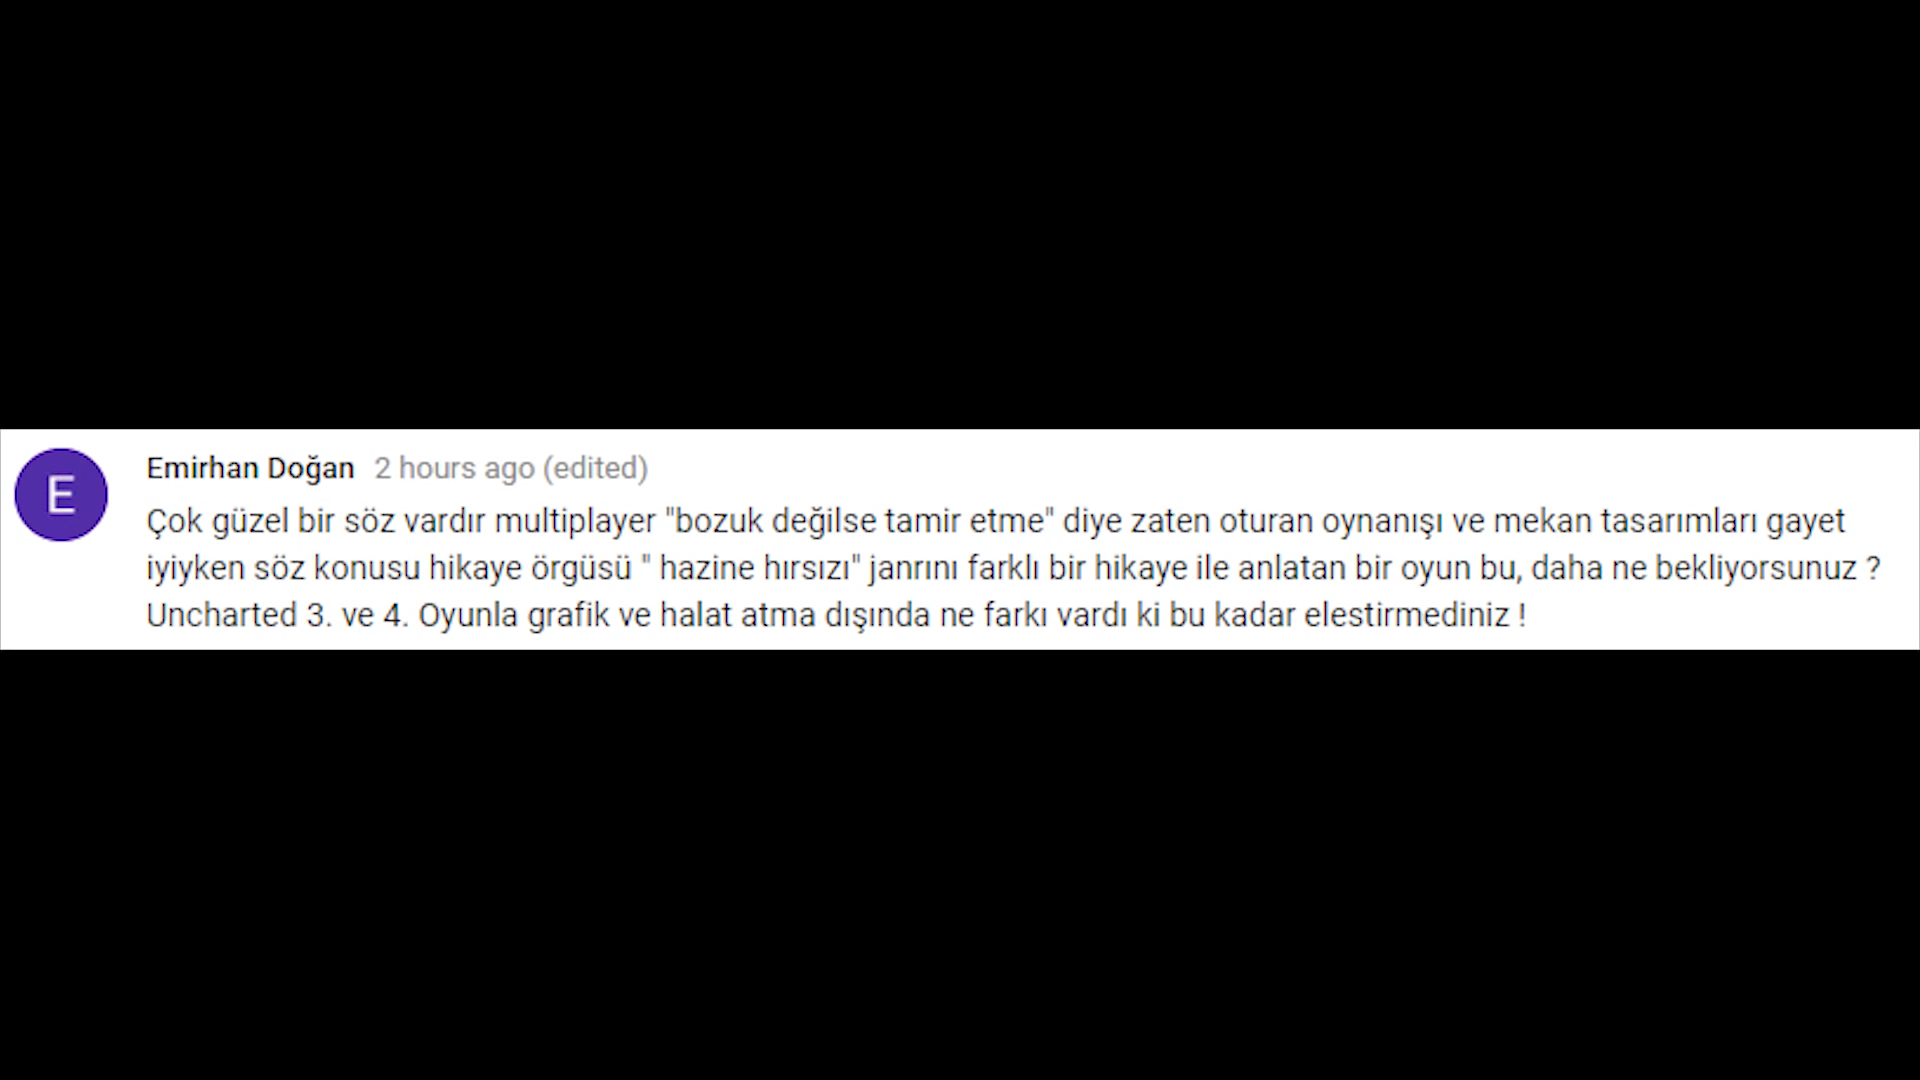 E
Emirhan Doğan 2 hours ago (edited)
Çok güzel bir söz vardır multiplayer "bozuk değilse tamir etme" diye zaten oturan oynanışı ve mekan tasarımları gayet
iyiyken söz konusu hikaye örgüsü " hazine hırsızı" janrını farklı bir hikaye ile anlatan bir oyun bu, daha ne bekliyorsunuz ?
Uncharted 3. ve 4. Oyunla grafik ve halat atma dışında ne farkı vardı ki bu kadar elestirmediniz !